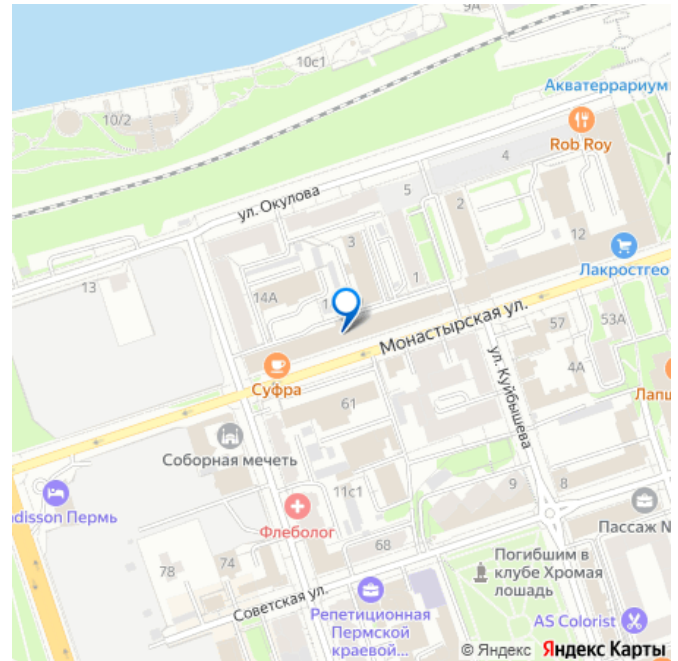 9А
10с1
Акватеррариум
10/2
Rob Roy
4
ул. Окулова
5
2
3
12
13
14А
1
Лакростгео
Монастырская ул.
57
53А
Суфра
4А
61
ул. Куйбышева
Соборная мечеть
11с1
9
8
disson Пермь
Флеболог
Пассаж N
68
74
78
Погибшим в
клубе Хромая
лошадь
Советская ул.
Репетиционная
Пермской
краевой...
AS Colorist
© Яндекс Яндекс Карты